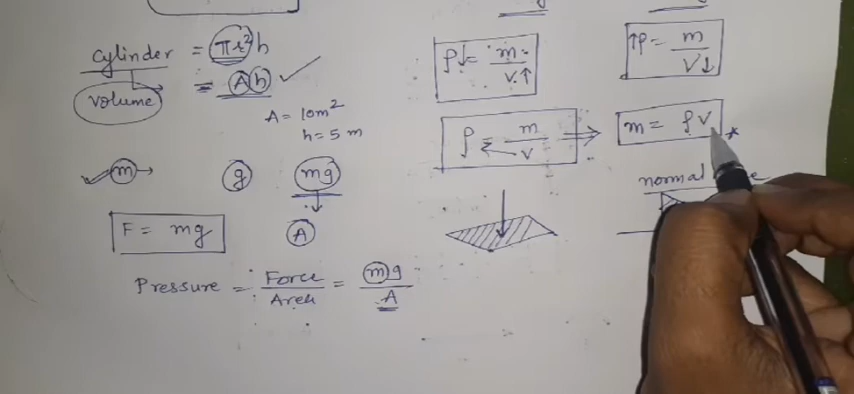 cylinder = πr²h
volume = Ah
A = 10m²
h = 5 m
m g mg
F = mg A
Pressure = Force / Area = mg / A
ρ↓ = m / V↑
↑ρ = m / V↓
ρ = m / V
m = ρV
normal